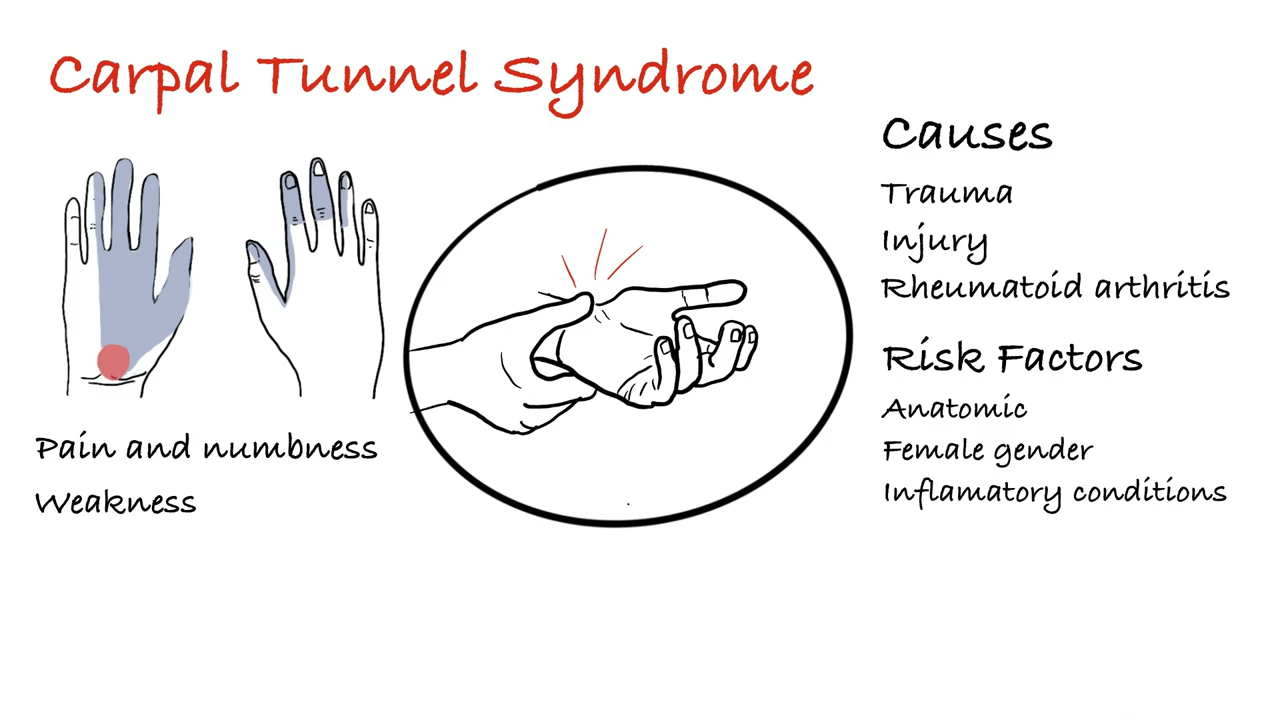 Carpal Tunnel Syndrome
Pain and numbness
Weakness
Causes
Trauma
Injury
Rheumatoid arthritis
Risk Factors
Anatomic
Female gender
Inflamatory conditions